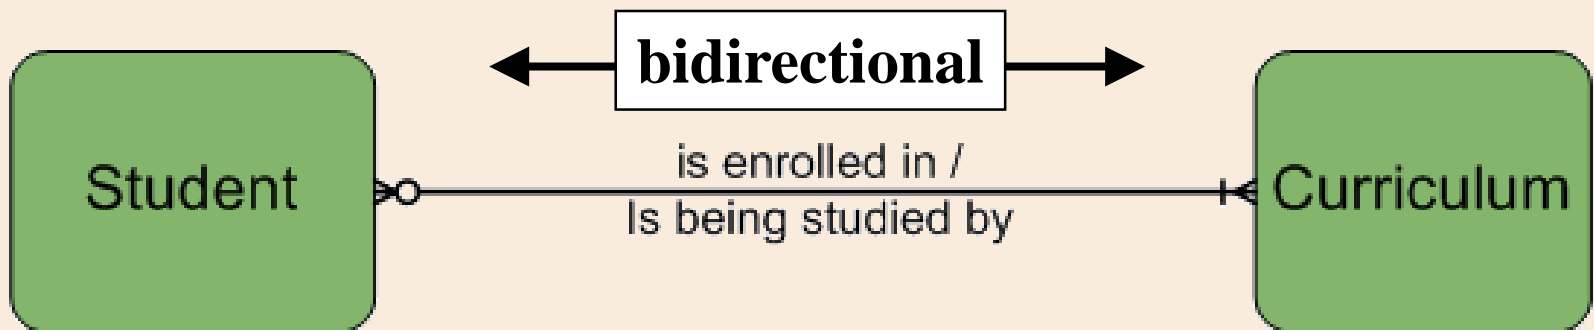 bidirectional
Student
is enrolled in /
Is being studied by
Curriculum